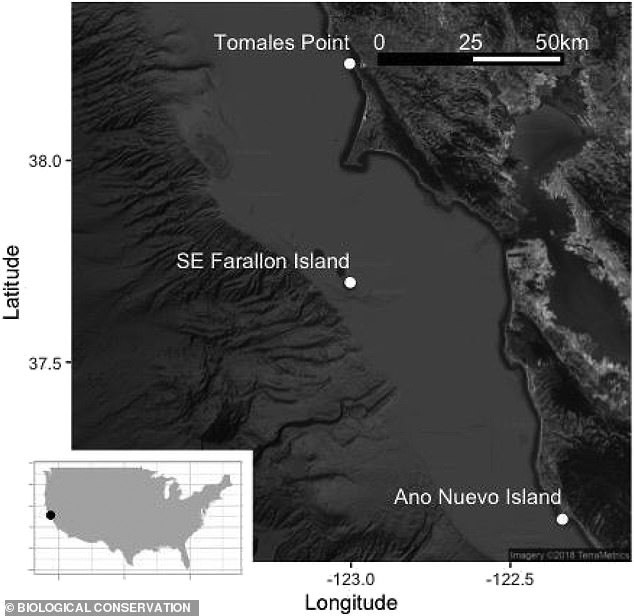 Tomales Point
0 25 50km
38.0
SE Farallon Island
Latitude
37.5
Ano Nuevo Island
Imagery ©2018 TerraMetrics
-123.0 -122.5
Longitude
© BIOLOGICAL CONSERVATION